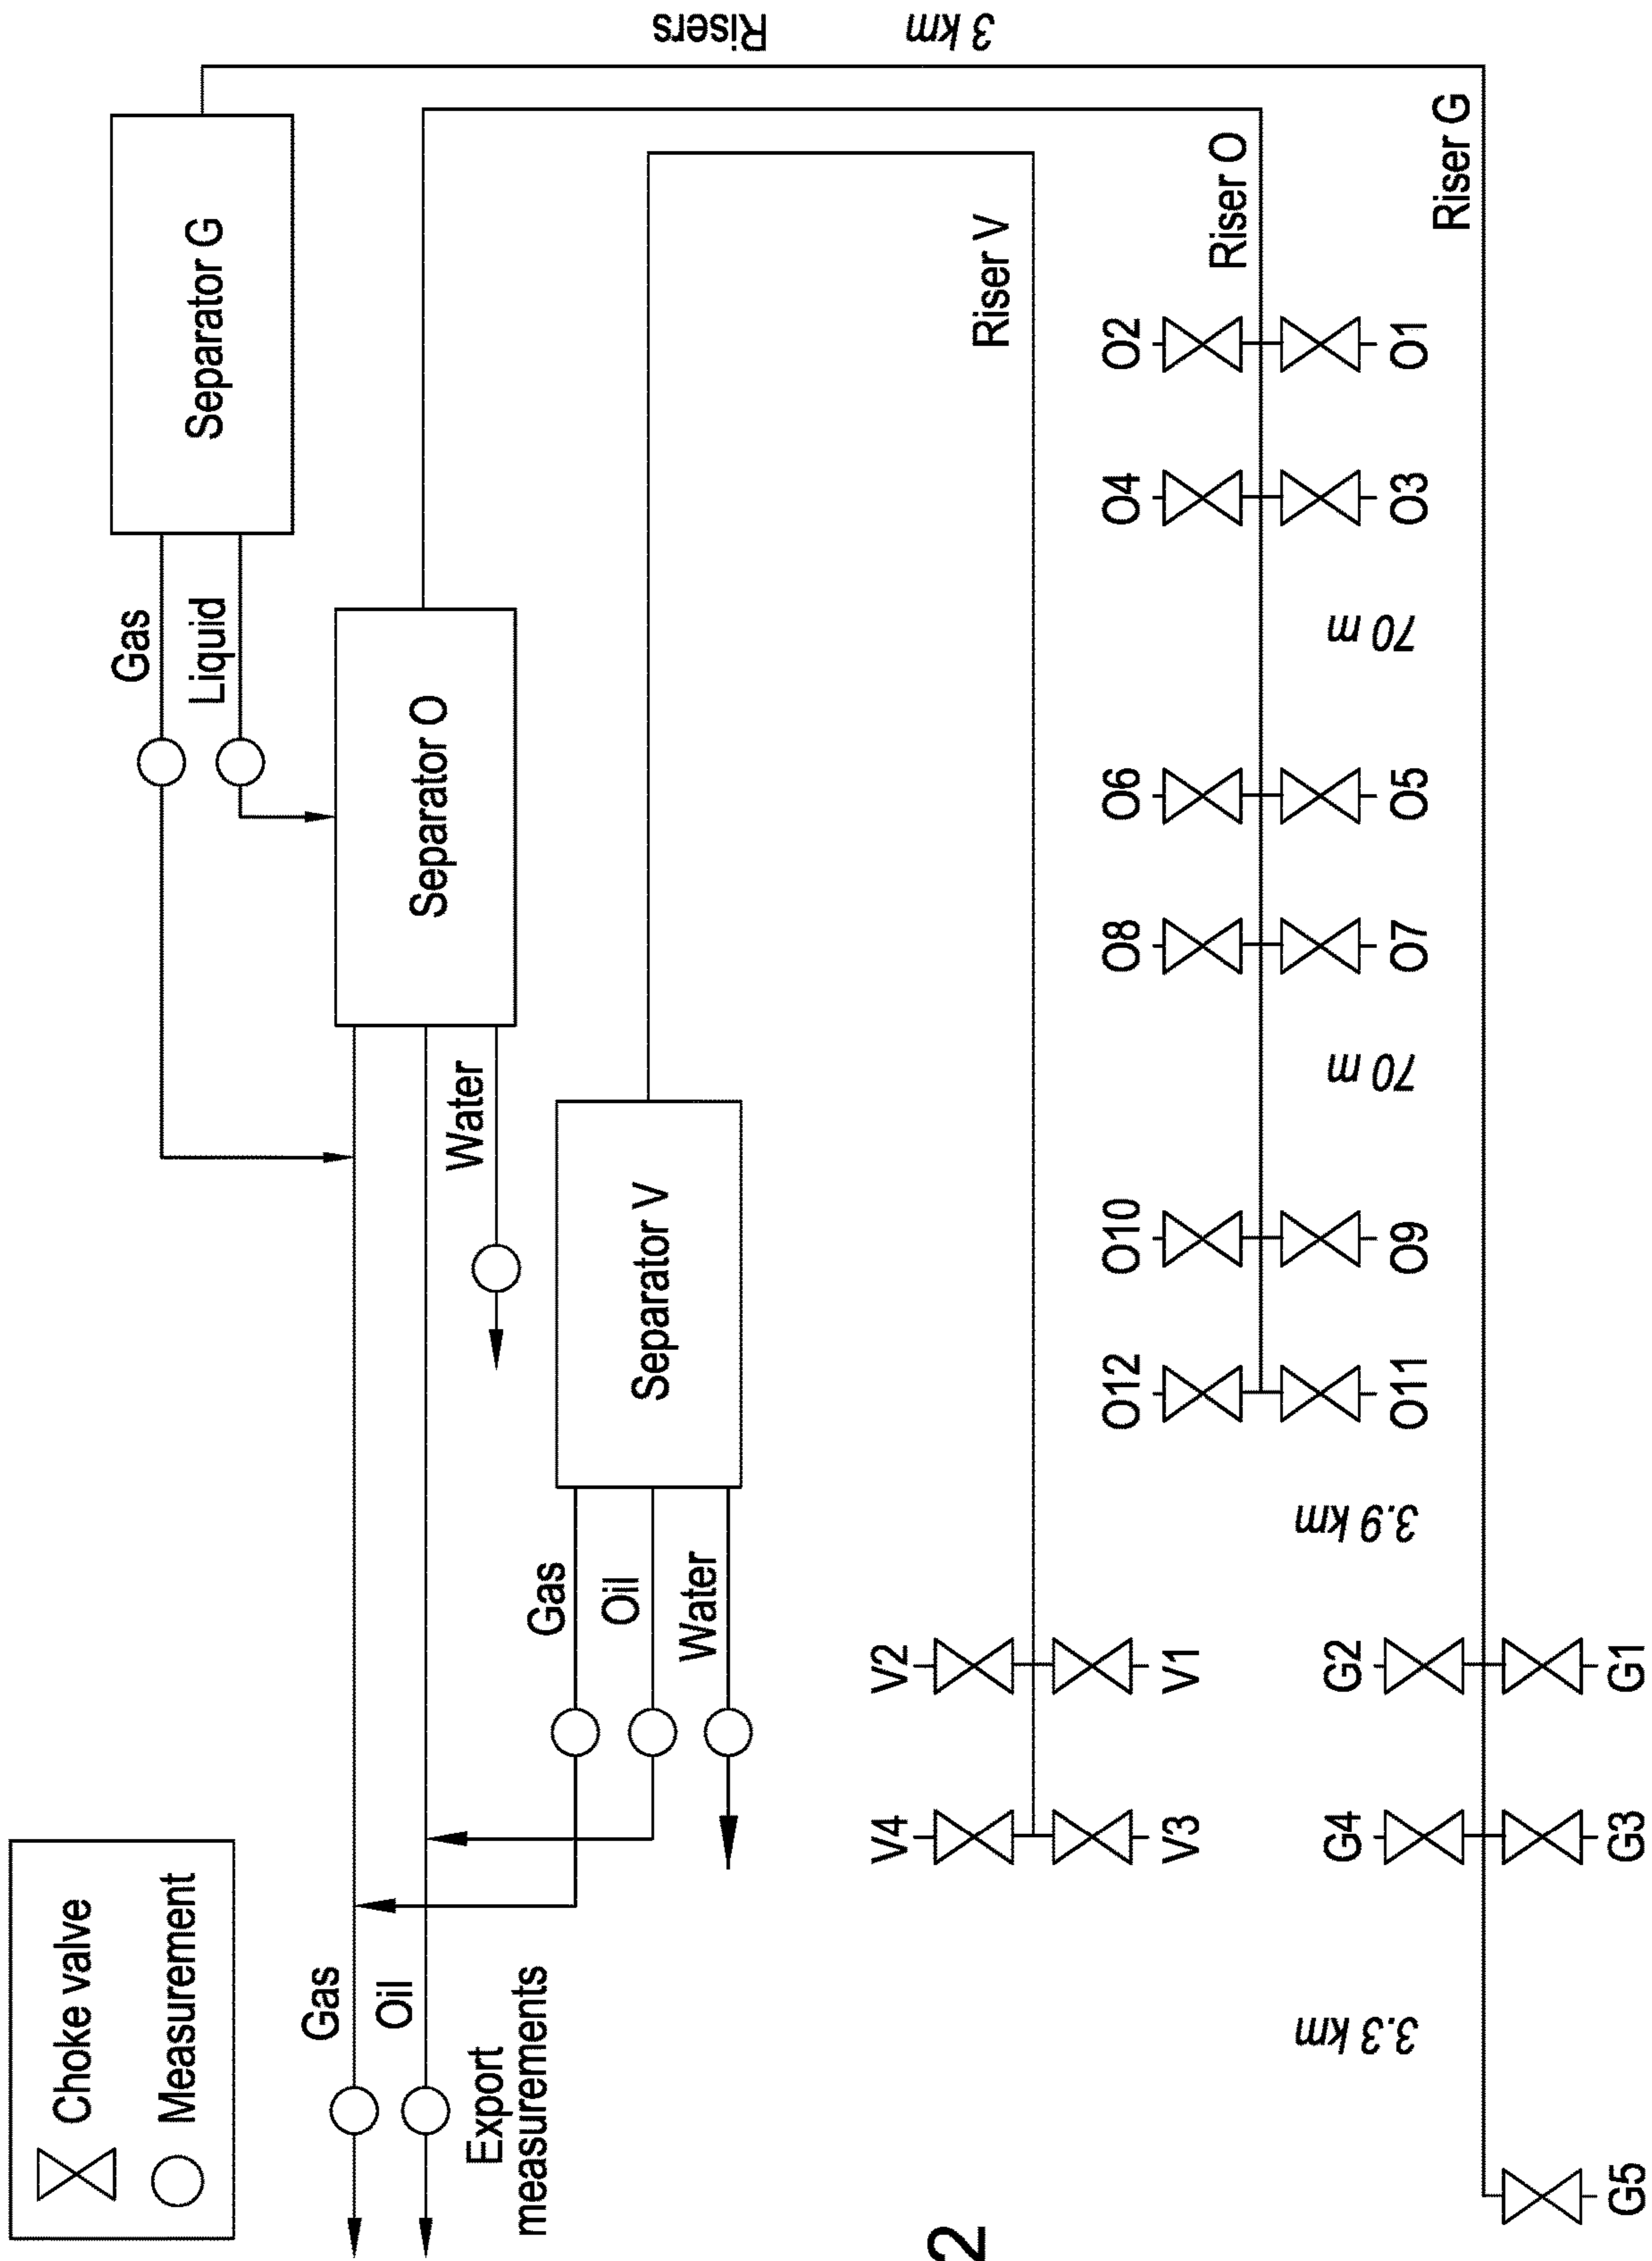 Choke valve
Measurement
Gas
Oil
Export
measurements
Gas
Liquid
Separator G
Separator O
Water
Separator V
Gas
Oil
Water
Risers
3 km
Riser V
Riser O
Riser G
V4
V2
V3
V1
O12
O10
O8
O6
O4
O2
O11
O9
O7
O5
O3
O1
3.3 km
3.9 km
70 m
70 m
G4
G2
G5
G3
G1
2